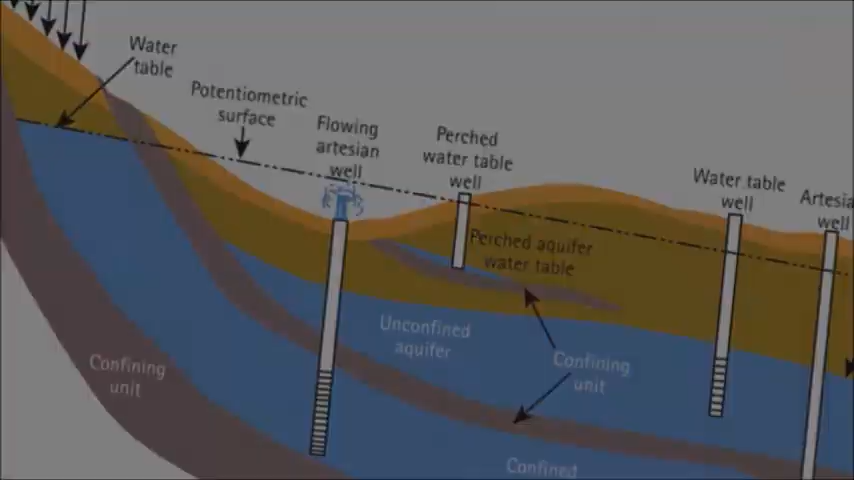 Water
table
Potentiometric
surface
Flowing
artesian
well
Perched
water table
well
Water table
well
Artesia
well
Perched aquifer
water table
Unconfined
aquifer
Confining
unit
Confining
unit
Confined